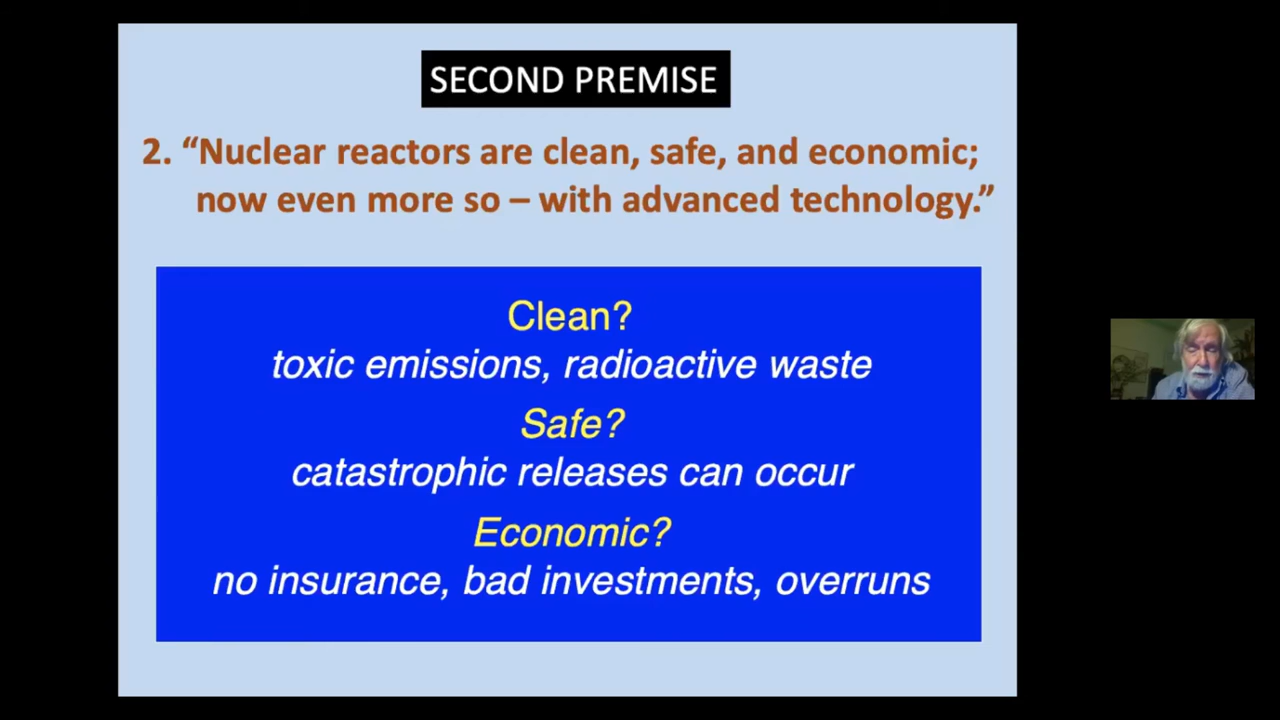 SECOND PREMISE
2. “Nuclear reactors are clean, safe, and economic;
now even more so – with advanced technology.”
Clean?
toxic emissions, radioactive waste
Safe?
catastrophic releases can occur
Economic?
no insurance, bad investments, overruns